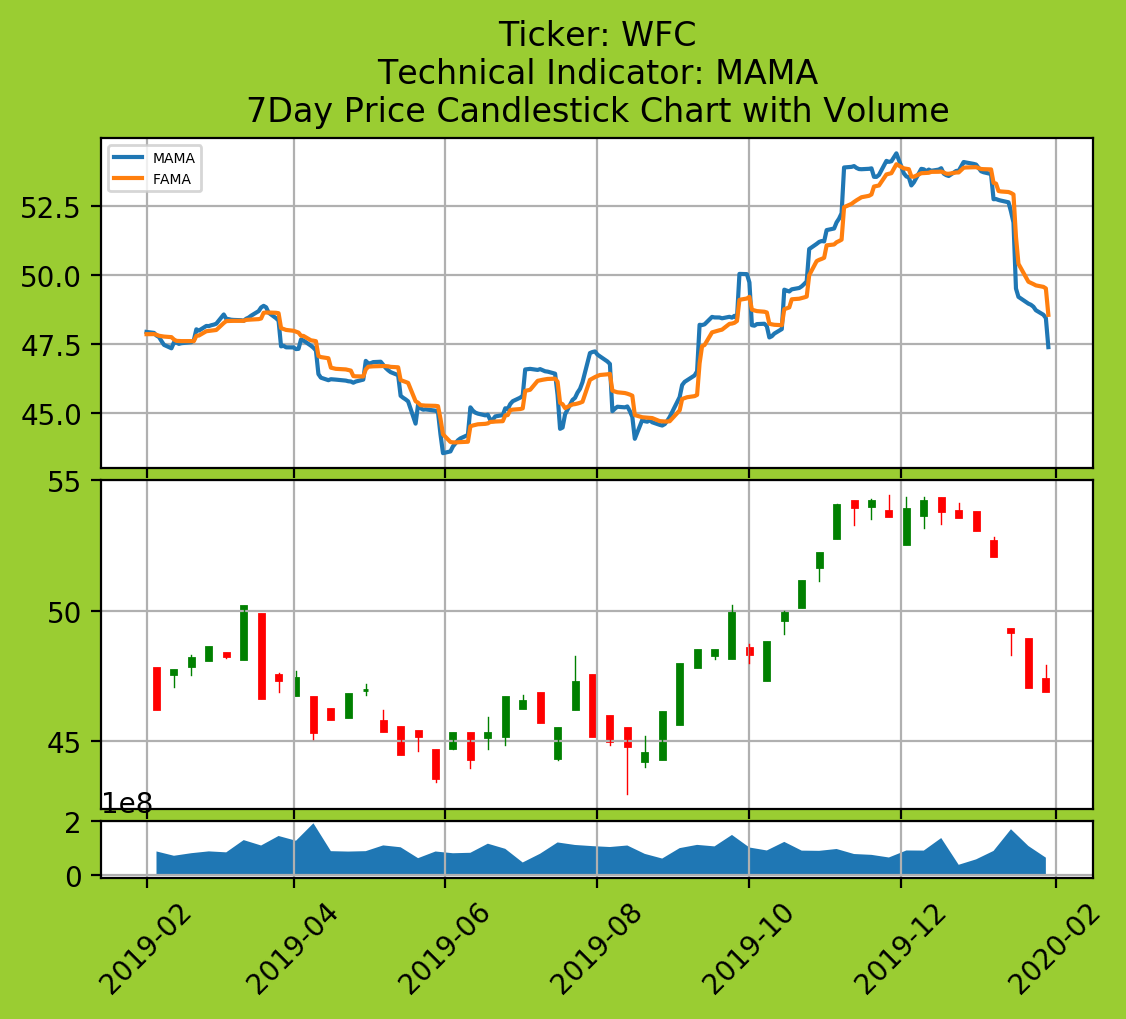 Ticker: WFC
Technical Indicator: MAMA
7Day Price Candlestick Chart with Volume
MAMA
FAMA
52.5
50.0
47.5
45.0
55
50
45
1e8
2
0
2019-02
2019-04
2019-06
2019-08
2019-10
2019-12
2020-02